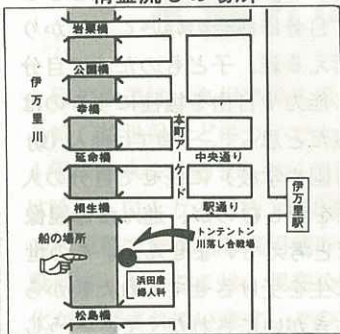 岩栗橋
公園橋
伊万里川
幸橋
本町アーケード
延命橋
中央通り
伊万里駅
相生橋
駅通り
船の場所
トンテントン
川落し合戦場
浜田産
婦人科
松島橋